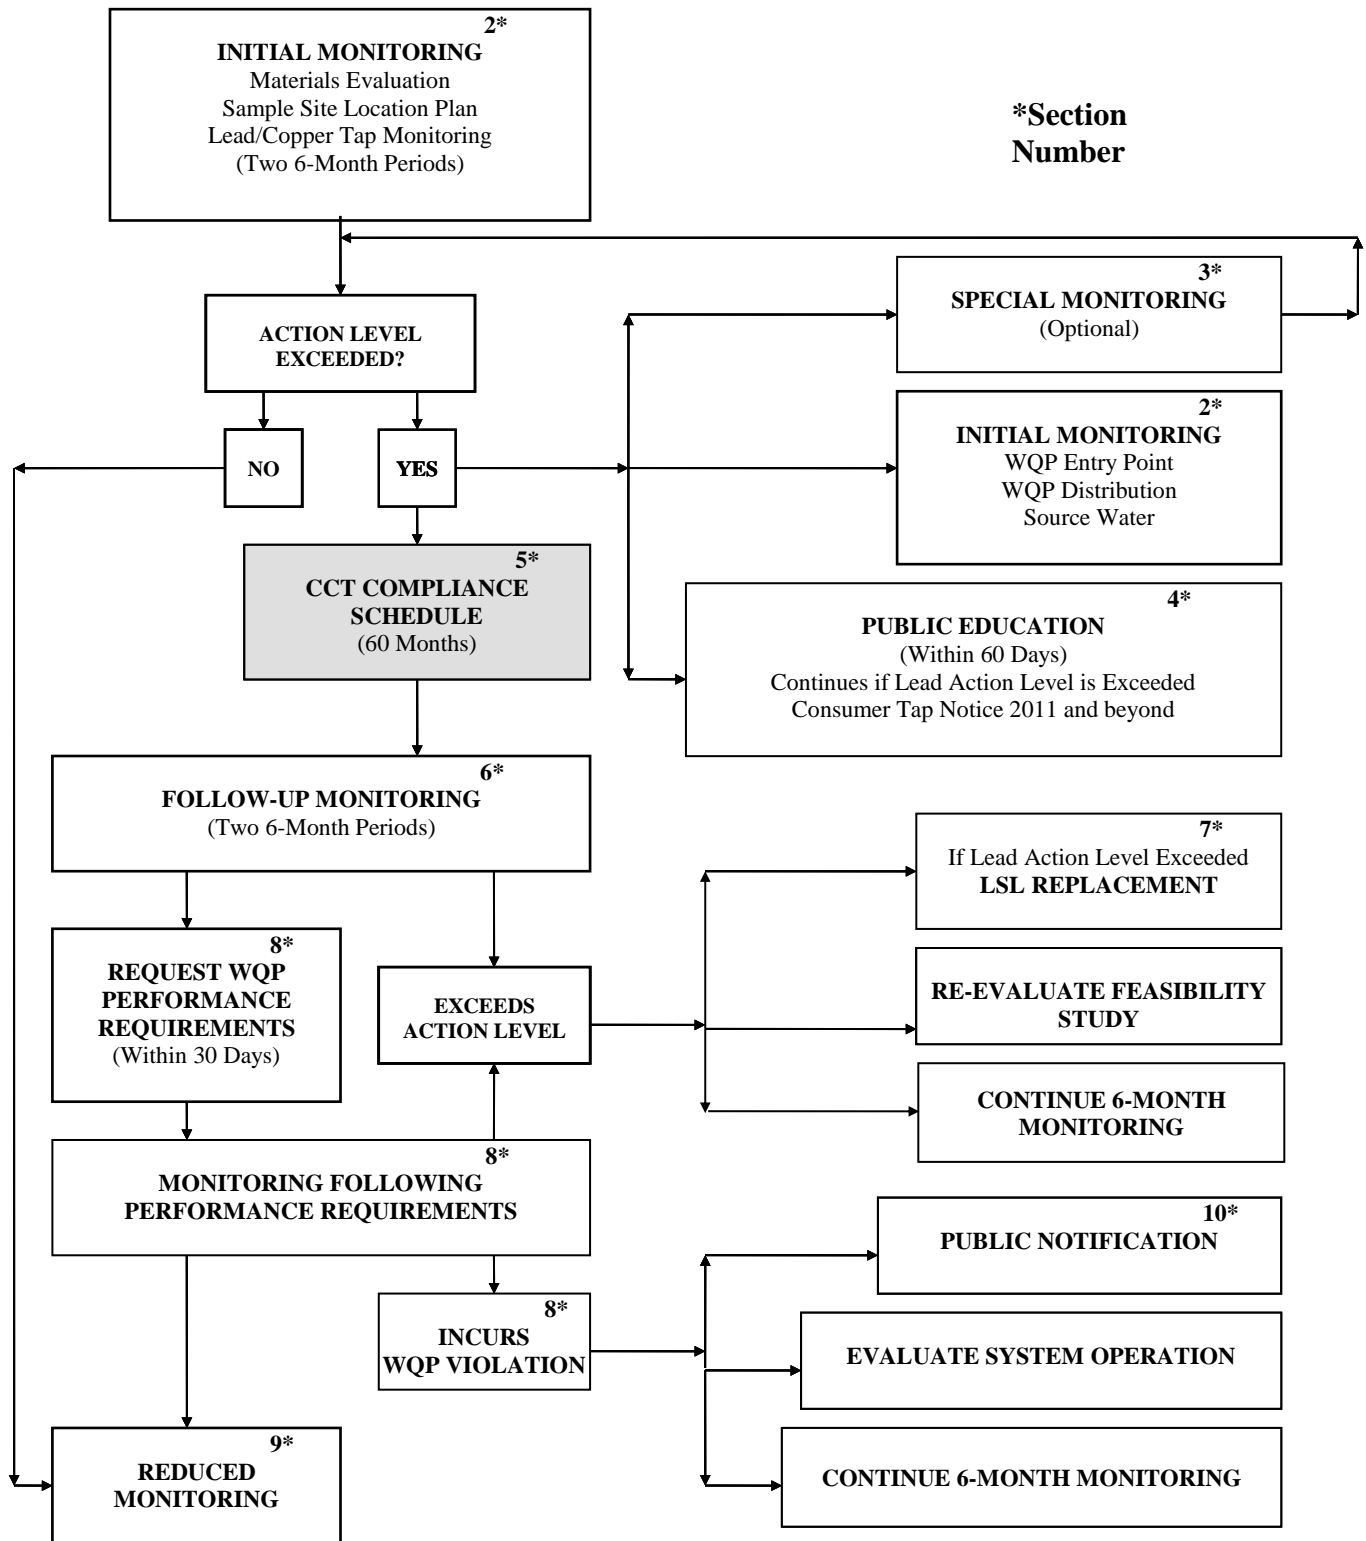 2*
INITIAL MONITORING
Materials Evaluation
Sample Site Location Plan
Lead/Copper Tap Monitoring
(Two 6-Month Periods)
*Section
Number
3*
SPECIAL MONITORING
(Optional)
ACTION LEVEL
EXCEEDED?
2*
INITIAL MONITORING
WQP Entry Point
WQP Distribution
Source Water
NO
YES
5*
CCT COMPLIANCE
SCHEDULE
(60 Months)
4*
PUBLIC EDUCATION
(Within 60 Days)
Continues if Lead Action Level is Exceeded
Consumer Tap Notice 2011 and beyond
6*
FOLLOW-UP MONITORING
(Two 6-Month Periods)
7*
If Lead Action Level Exceeded
LSL REPLACEMENT
8*
REQUEST WQP
PERFORMANCE
REQUIREMENTS
(Within 30 Days)
EXCEEDS
ACTION LEVEL
RE-EVALUATE FEASIBILITY
STUDY
CONTINUE 6-MONTH
MONITORING
8*
MONITORING FOLLOWING
PERFORMANCE REQUIREMENTS
10*
PUBLIC NOTIFICATION
8*
INCURS
WQP VIOLATION
EVALUATE SYSTEM OPERATION
9*
REDUCED
MONITORING
CONTINUE 6-MONTH MONITORING